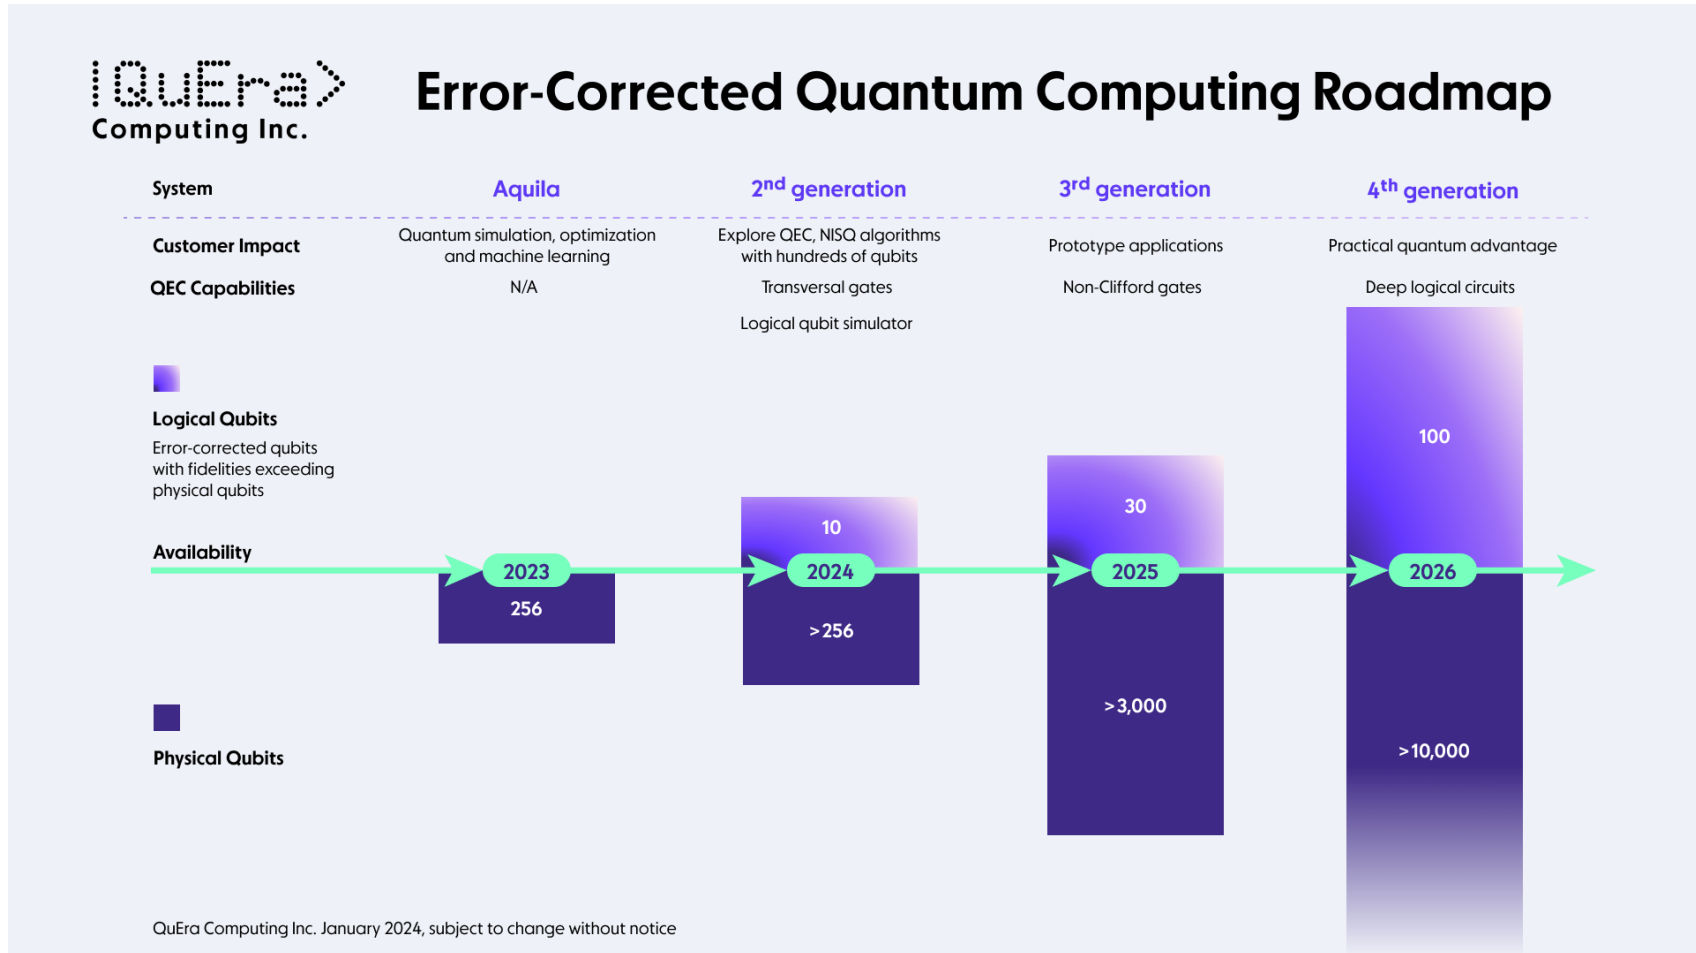 |QuEra>
Computing Inc.
Error-Corrected Quantum Computing Roadmap
System
Aquila
2nd generation
3rd generation
4th generation
Customer Impact
Quantum simulation, optimization
and machine learning
Explore QEC, NISQ algorithms
with hundreds of qubits
Prototype applications
Practical quantum advantage
QEC Capabilities
N/A
Transversal gates
Logical qubit simulator
Non-Clifford gates
Deep logical circuits
Logical Qubits
Error-corrected qubits
with fidelities exceeding
physical qubits
10
30
100
Availability
2023
2024
2025
2026
256
>256
>3,000
>10,000
Physical Qubits
QuEra Computing Inc. January 2024, subject to change without notice